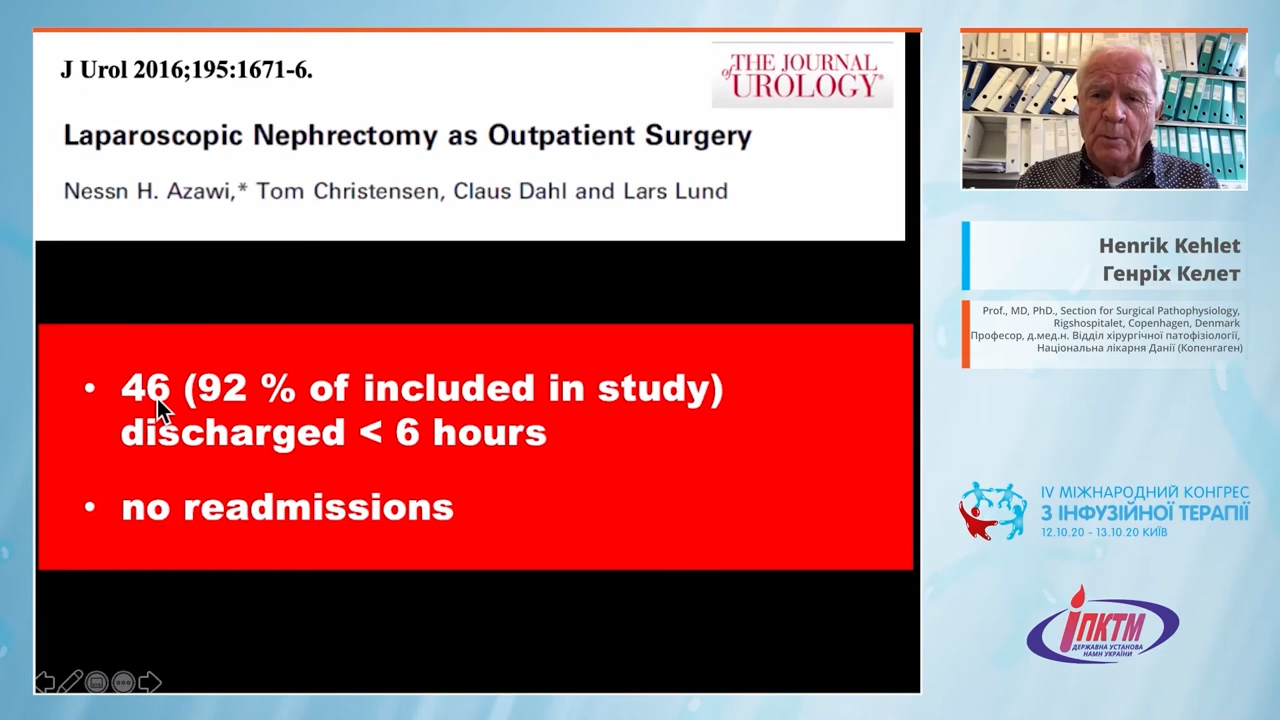 J Urol 2016;195:1671-6.
THE JOURNAL
of UROLOGY®
Laparoscopic Nephrectomy as Outpatient Surgery
Nessn H. Azawi,* Tom Christensen, Claus Dahl and Lars Lund
• 46 (92 % of included in study)
discharged < 6 hours
• no readmissions
Henrik Kehlet
Генріх Келет
Prof., MD, PhD., Section for Surgical Pathophysiology,
Rigshospitalet, Copenhagen, Denmark
Професор, д.мед.н. Відділ хірургічної патофізіології,
Національна лікарня Данії (Копенгаген)
IV МІЖНАРОДНИЙ КОНГРЕС
З ІНФУЗІЙНОЇ ТЕРАПІЇ
12.10.20 - 13.10.20 КИЇВ
ІПКТМ
ДЕРЖАВНА УСТАНОВА
НАМН УКРАЇНИ